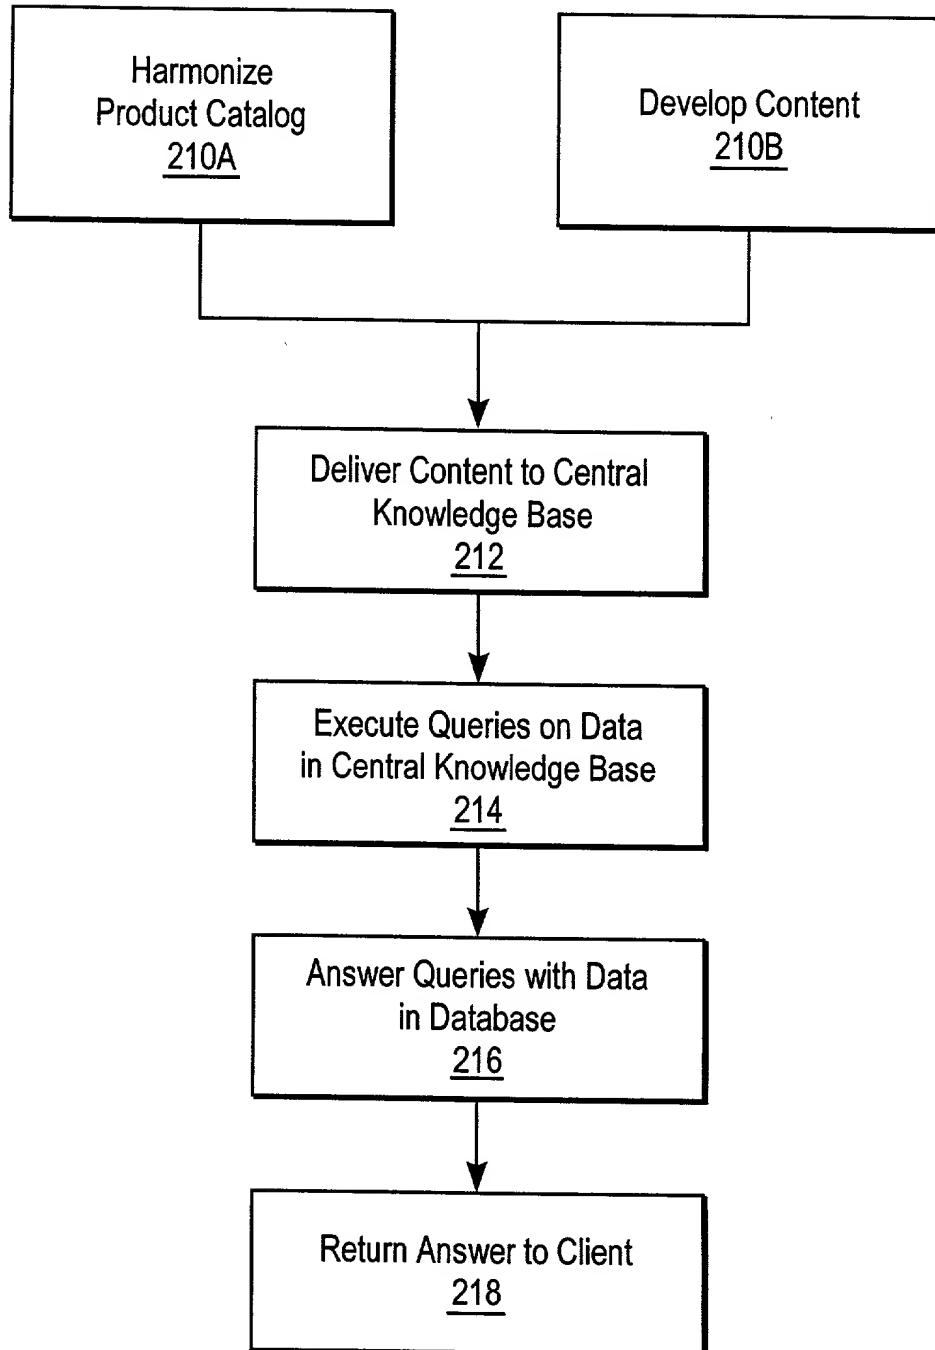 Harmonize
Product Catalog
210A
Develop Content
210B
Deliver Content to Central
Knowledge Base
212
Execute Queries on Data
in Central Knowledge Base
214
Answer Queries with Data
in Database
216
Return Answer to Client
218